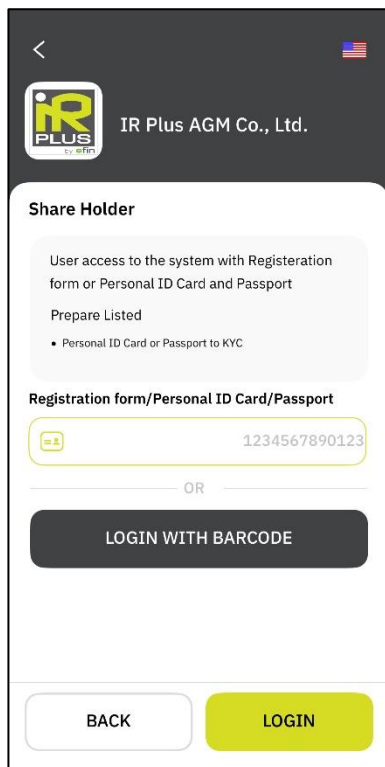 iR
PLUS
by efin
IR Plus AGM Co., Ltd.
Share Holder
User access to the system with Registeration
form or Personal ID Card and Passport
Prepare Listed
• Personal ID Card or Passport to KYC
Registration form/Personal ID Card/Passport
1234567890123
OR
LOGIN WITH BARCODE
BACK
LOGIN